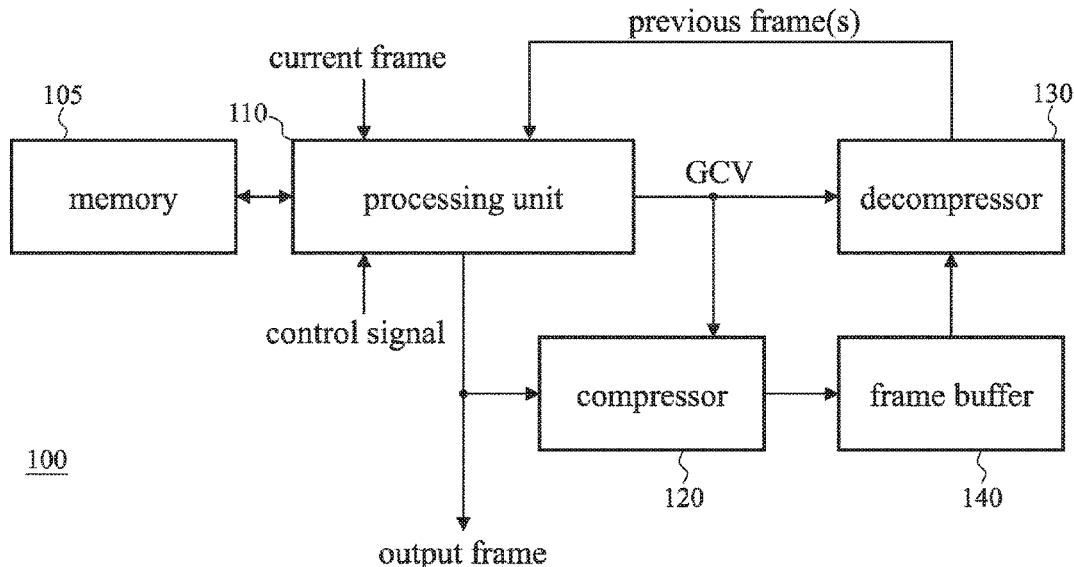 previous frame(s)
current frame
105
110
130
memory
processing unit
GCV
decompressor
control signal
compressor
frame buffer
100
120
140
output frame